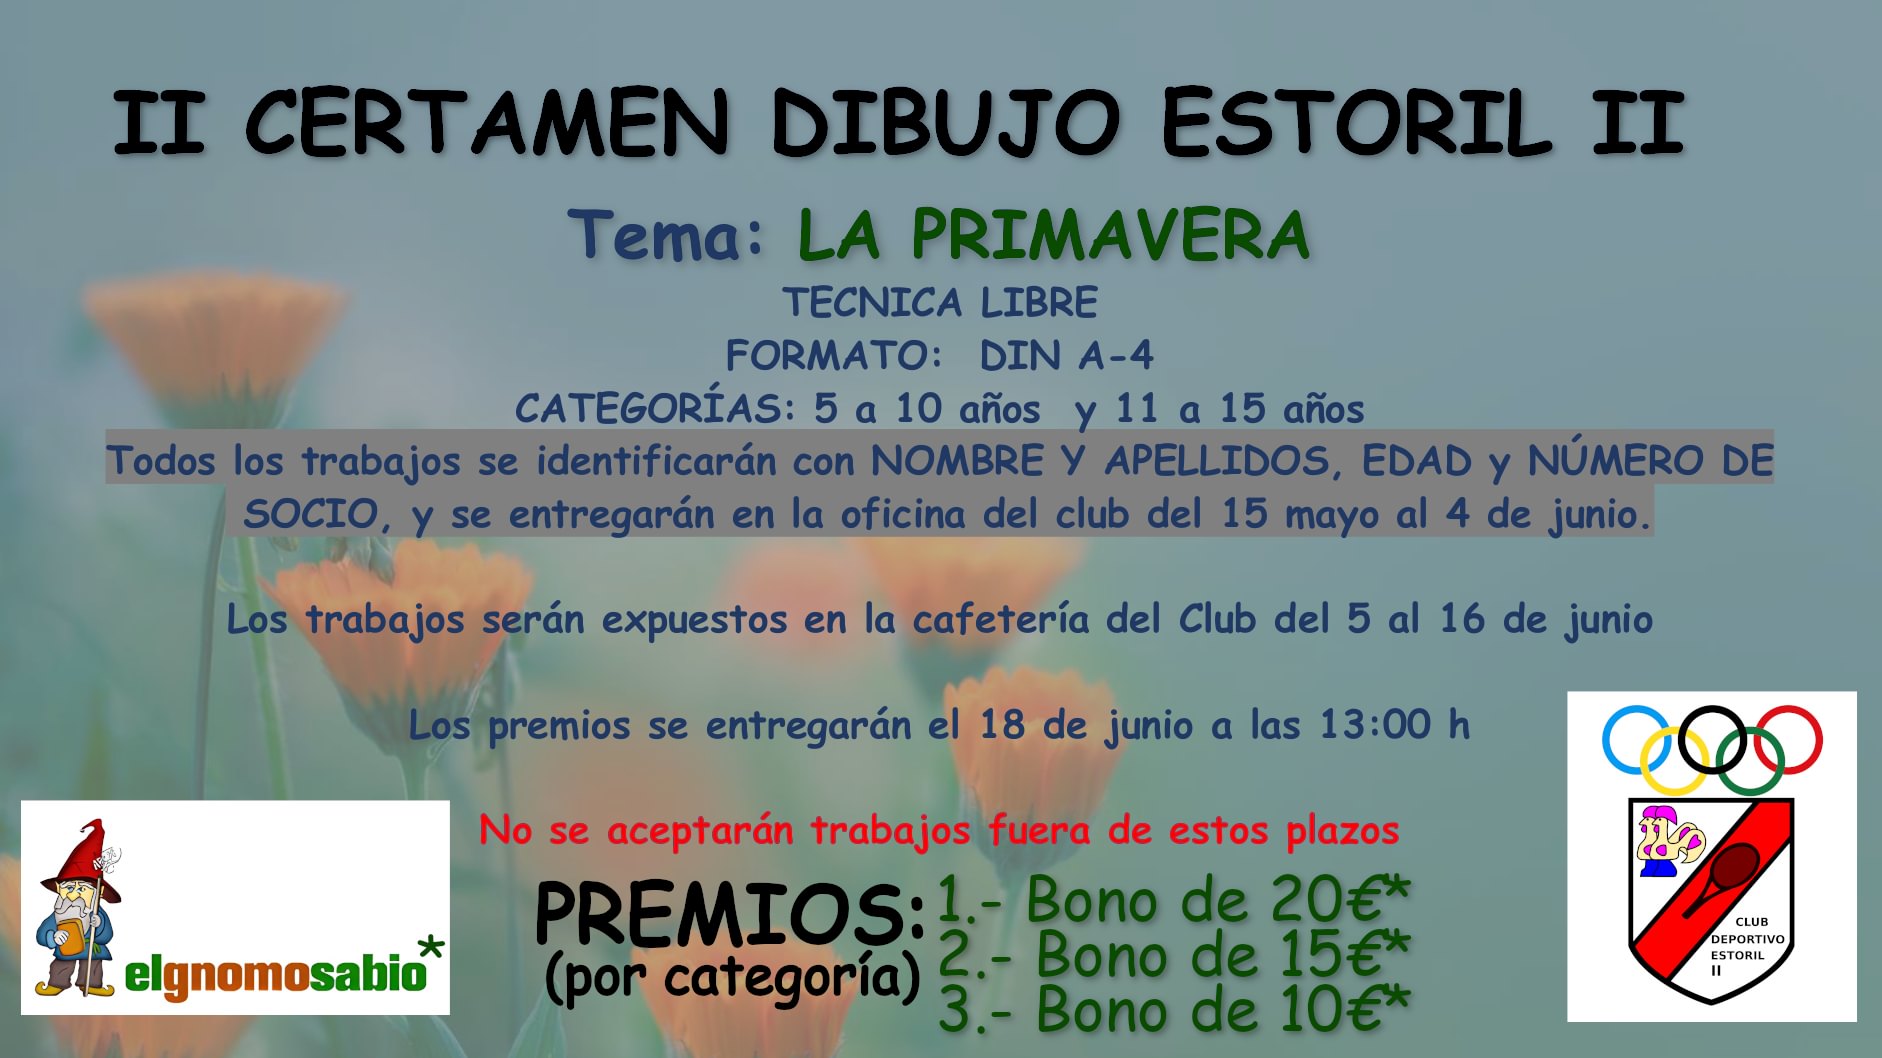 II CERTAMEN DIBUJO ESTORIL II
Tema: LA PRIMAVERA
TECNICA LIBRE
FORMATO: DIN A-4
CATEGORÍAS: 5 a 10 años y 11 a 15 años
Todos los trabajos se identificarán con NOMBRE Y APELLIDOS, EDAD y NÚMERO DE
SOCIO, y se entregarán en la oficina del club del 15 mayo al 4 de junio.
Los trabajos serán expuestos en la cafetería del Club del 5 al 16 de junio
Los premios se entregarán el 18 de junio a las 13:00 h
No se aceptarán trabajos fuera de estos plazos
PREMIOS:
(por categoría)
1.- Bono de 20€*
2.- Bono de 15€*
3.- Bono de 10€*
elgnomosabio*
CLUB
DEPORTIVO
ESTORIL
II